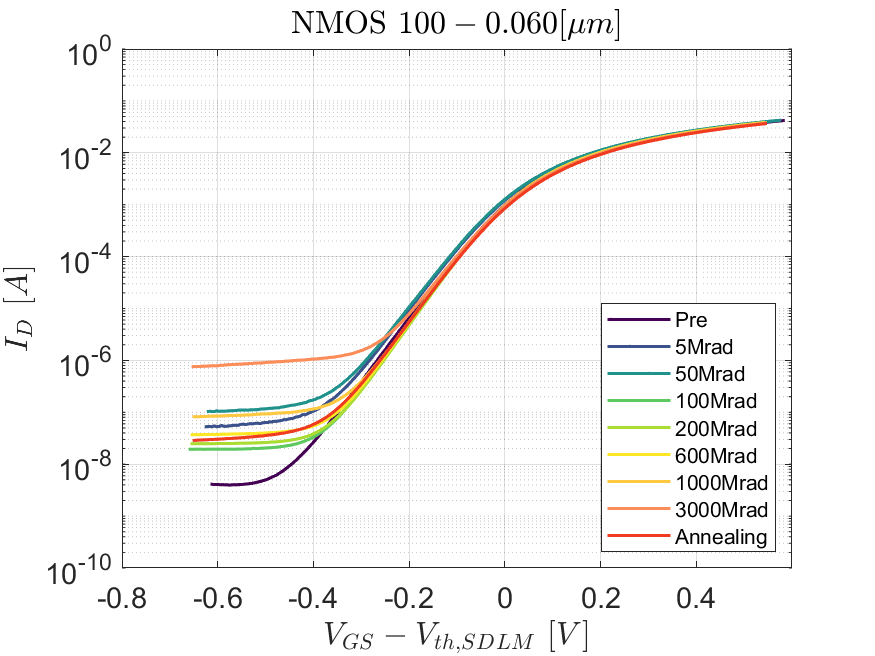 NMOS 100 − 0.060[μm]
10^0
10^-2
10^-4
10^-6
10^-8
10^-10
I_D [A]
Pre
5Mrad
50Mrad
100Mrad
200Mrad
600Mrad
1000Mrad
3000Mrad
Annealing
-0.8 -0.6 -0.4 -0.2 0 0.2 0.4
V_GS − V_th,SDLM [V]